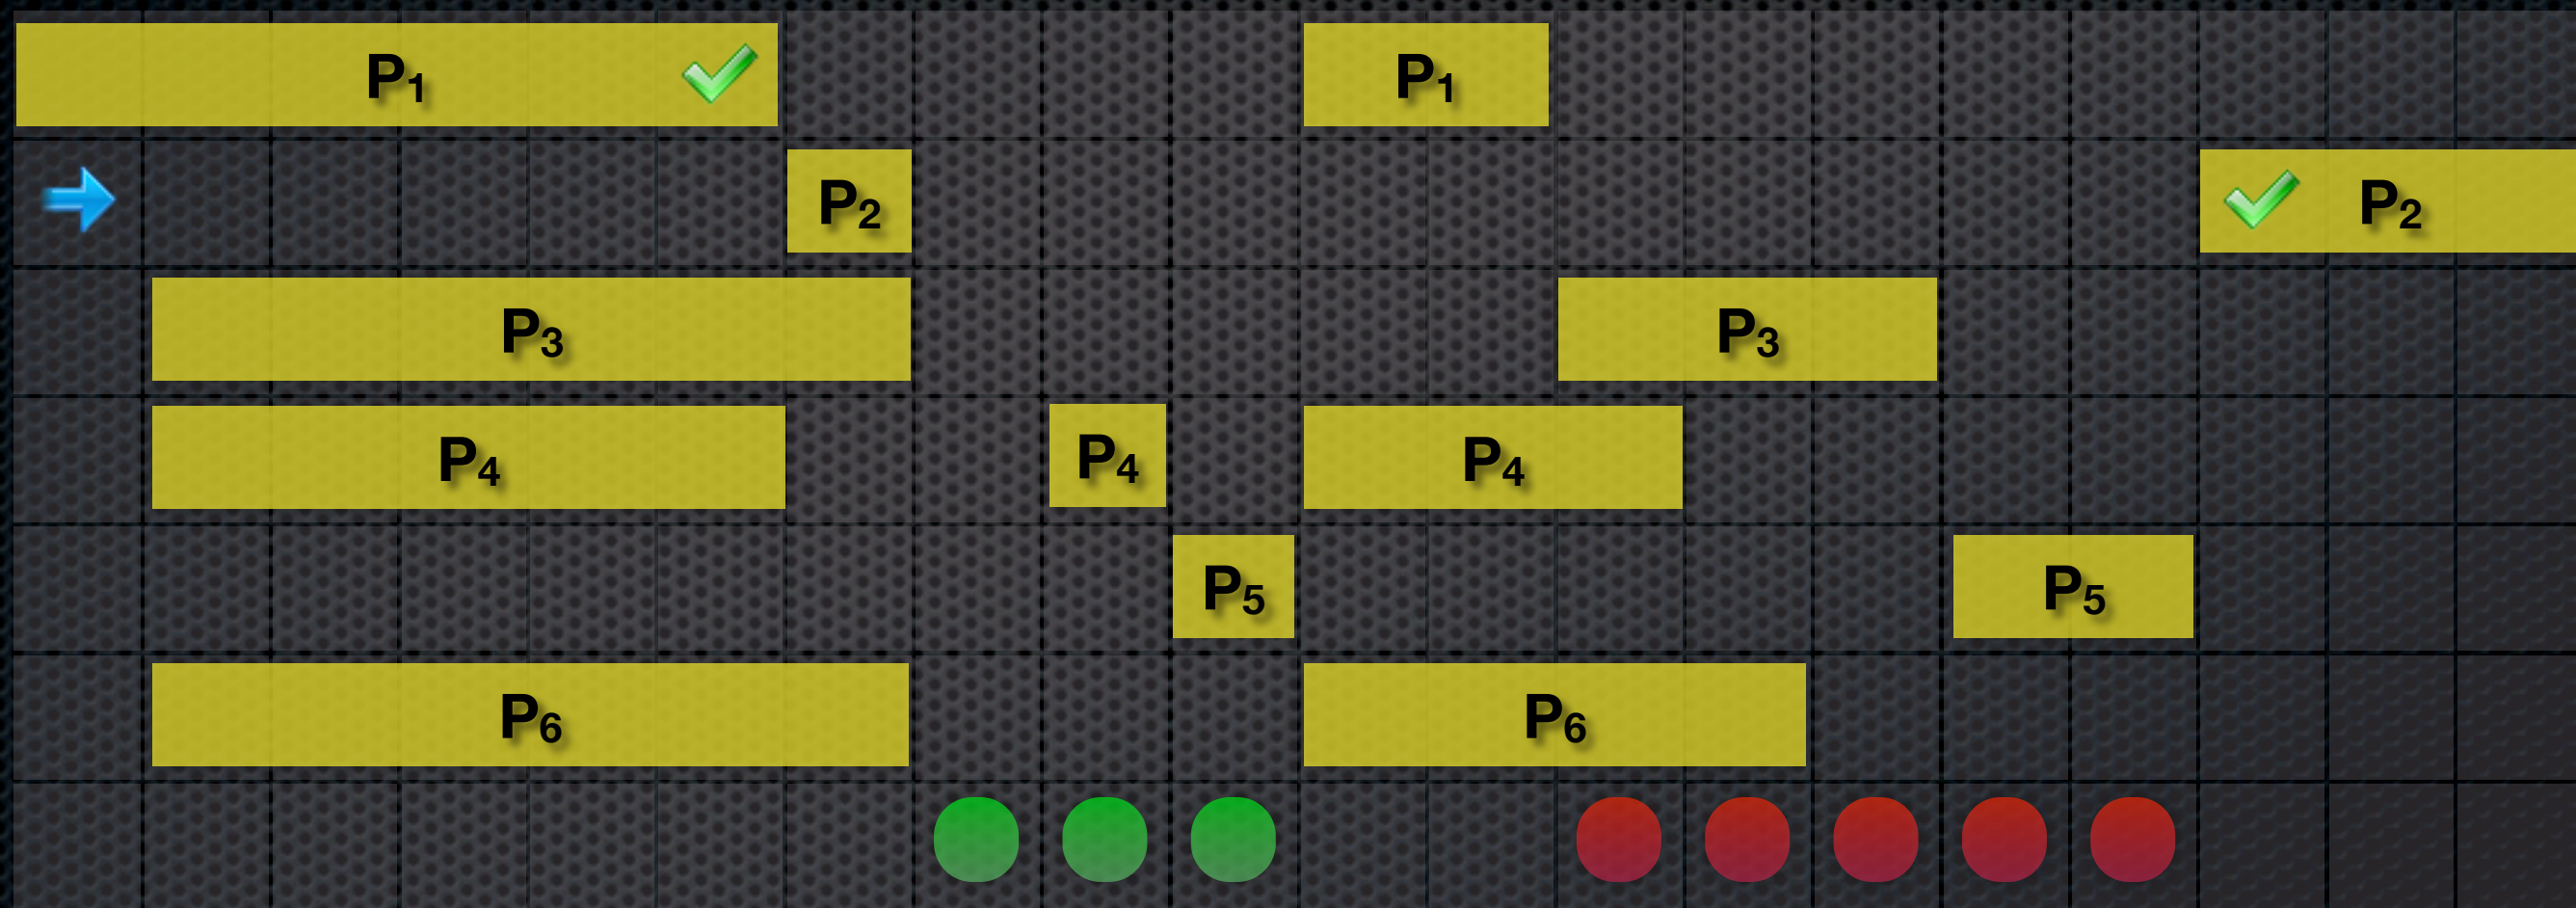 P₁ P₁
P₂ P₂
P₃ P₃
P₄ P₄ P₄
P₅ P₅
P₆ P₆